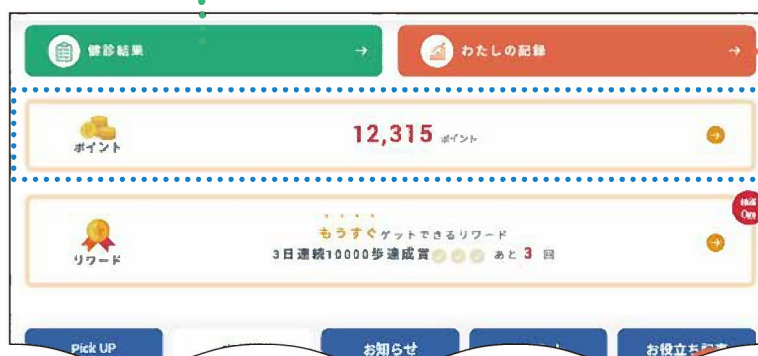 健診結果 →
わたしの記録 →
ポイント
12,315 ポイント
リワード
もうすぐゲットできるリワード
3日連続10000歩達成賞 あと 3 回
Pick UP
お知らせ
お役立ち記事